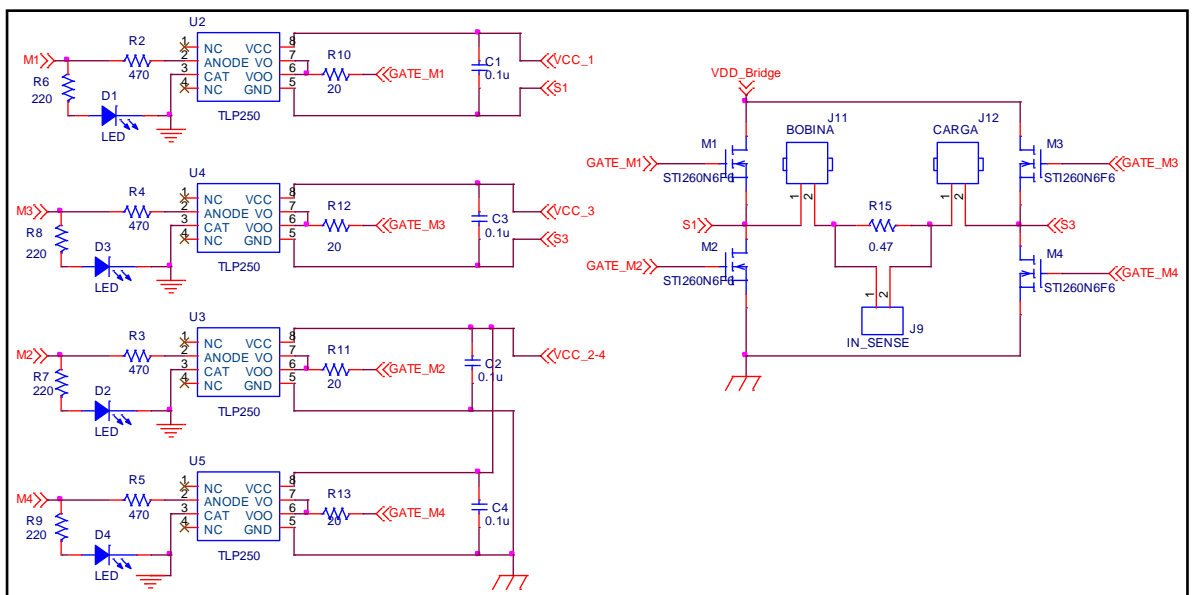 U2
M1
R2
470
R6
220
D1
LED
1
2
3
4
NC
ANODE
CAT
NC
VCC
VO
VOO
GND
8
7
6
5
TLP250
R10
20
GATE_M1
C1
0.1u
VCC_1
S1
U4
M3
R4
470
R8
220
D3
LED
1
2
3
4
NC
ANODE
CAT
NC
VCC
VO
VOO
GND
8
7
6
5
TLP250
R12
20
GATE_M3
C3
0.1u
VCC_3
S3
U3
M2
R3
470
R7
220
D2
LED
1
2
3
4
NC
ANODE
CAT
NC
VCC
VO
VOO
GND
8
7
6
5
TLP250
R11
20
GATE_M2
C2
0.1u
VCC_2-4
U5
M4
R5
470
R9
220
D4
LED
1
2
3
4
NC
ANODE
CAT
NC
VCC
VO
VOO
GND
8
7
6
5
TLP250
R13
20
GATE_M4
C4
0.1u
VDD_Bridge
J11
BOBINA
1
2
J12
CARGA
1
2
M1
STI260N6F6
GATE_M1
M3
STI260N6F6
GATE_M3
S1
R15
0.47
S3
M2
STI260N6F6
GATE_M2
M4
STI260N6F6
GATE_M4
1
2
J9
IN_SENSE